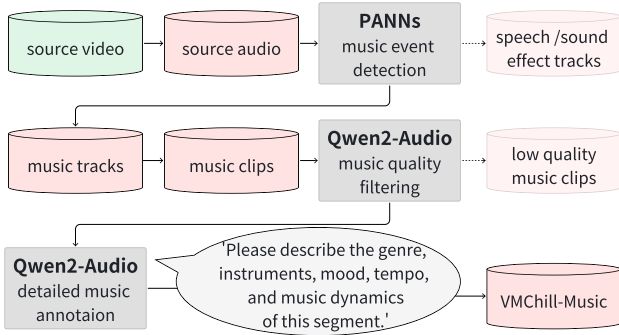 source video
source audio
PANNs
music event
detection
speech /sound
effect tracks
music tracks
music clips
Qwen2-Audio
music quality
filtering
low quality
music clips
Qwen2-Audio
detailed music
annotaion
'Please describe the genre,
instruments, mood, tempo,
and music dynamics
of this segment.'
VMChill-Music